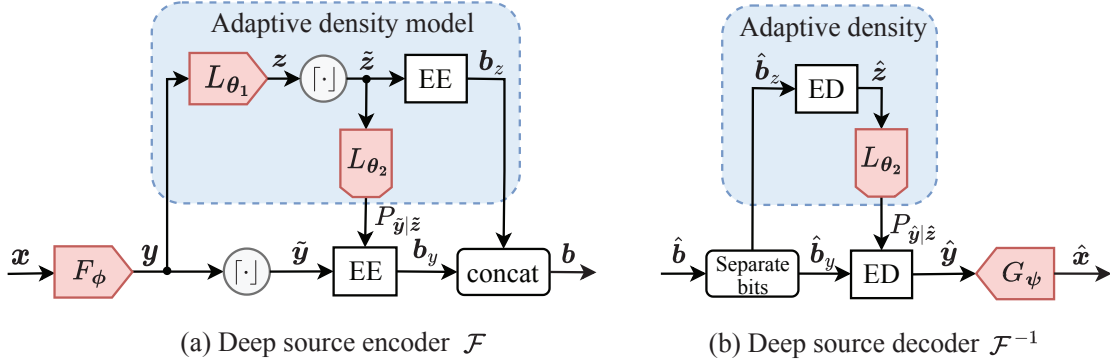 Adaptive density model
Adaptive density
L_θ₁ z ⌈·⌋ z̃ EE b_z
b̂_z ED ẑ
L_θ₂
L_θ₂
P_ỹ|z̃
P_ŷ|ẑ
x F_ϕ y ⌈·⌋ ỹ EE b_y concat b
b̂ Separate bits b̂_y ED ŷ G_ψ x̂
(a) Deep source encoder 𝓕
(b) Deep source decoder 𝓕⁻¹